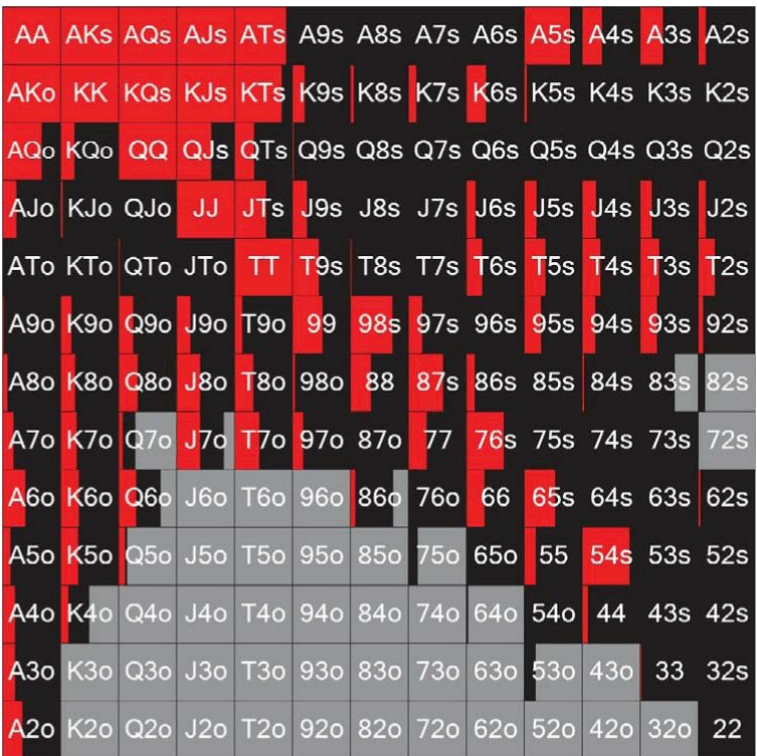 AA AKs AQs AJs ATs A9s A8s A7s A6s A5s A4s A3s A2s
AKo KK KQs KJs KTs K9s K8s K7s K6s K5s K4s K3s K2s
AQo KQo QQ QJs QTs Q9s Q8s Q7s Q6s Q5s Q4s Q3s Q2s
AJo KJo QJo JJ JTs J9s J8s J7s J6s J5s J4s J3s J2s
ATo KTo QTo JTo TT T9s T8s T7s T6s T5s T4s T3s T2s
A9o K9o Q9o J9o T9o 99 98s 97s 96s 95s 94s 93s 92s
A8o K8o Q8o J8o T8o 98o 88 87s 86s 85s 84s 83s 82s
A7o K7o Q7o J7o T7o 97o 87o 77 76s 75s 74s 73s 72s
A6o K6o Q6o J6o T6o 96o 86o 76o 66 65s 64s 63s 62s
A5o K5o Q5o J5o T5o 95o 85o 75o 65o 55 54s 53s 52s
A4o K4o Q4o J4o T4o 94o 84o 74o 64o 54o 44 43s 42s
A3o K3o Q3o J3o T3o 93o 83o 73o 63o 53o 43o 33 32s
A2o K2o Q2o J2o T2o 92o 82o 72o 62o 52o 42o 32o 22